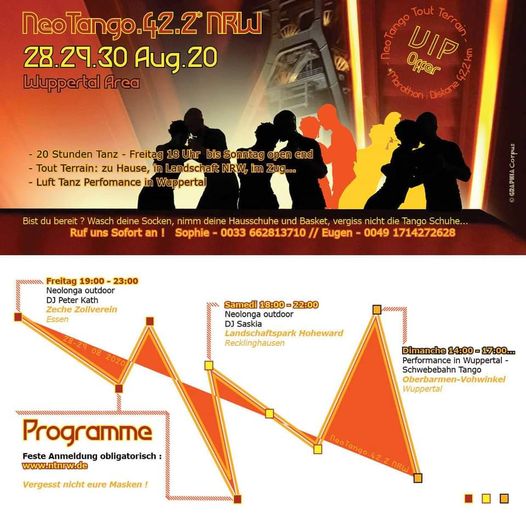 NeoTango.42.2° NRW
28.29.30 Aug.20
Wuppertal Area
NeoTango Tout Terrain
VIP
Offer
Marathon : Distane 42,2 km
- 20 Stunden Tanz - Freitag 18 Uhr bis Sonntag open end
- Tout Terrain: zu Hause, in Landschaft NRW, im Zug...
- Luft Tanz Perfomance in Wuppertal
© GRAPHIA Corpus
Bist du bereit ? Wasch deine Socken, nimm deine Hausschuhe und Basket, vergiss nicht die Tango Schuhe...
Ruf uns Sofort an ! Sophie - 0033 662813710 // Eugen - 0049 1714272628
Freitag 19:00 - 23:00
Neolonga outdoor
DJ Peter Kath
Zeche Zollverein
Essen
Samedi 18:00 - 22:00
Neolonga outdoor
DJ Saskia
Landschaftspark Hoheward
Recklinghausen
Dimanche 14:00 - 17:00...
Performance in Wuppertal -
Schwebebahn Tango
Oberbarmen-Vohwinkel
Wuppertal
28-29 08 2020
NeoTango.42.2 NRW
Programme
Feste Anmeldung obligatorisch :
www.ntnrw.de
Vergesst nicht eure Masken !